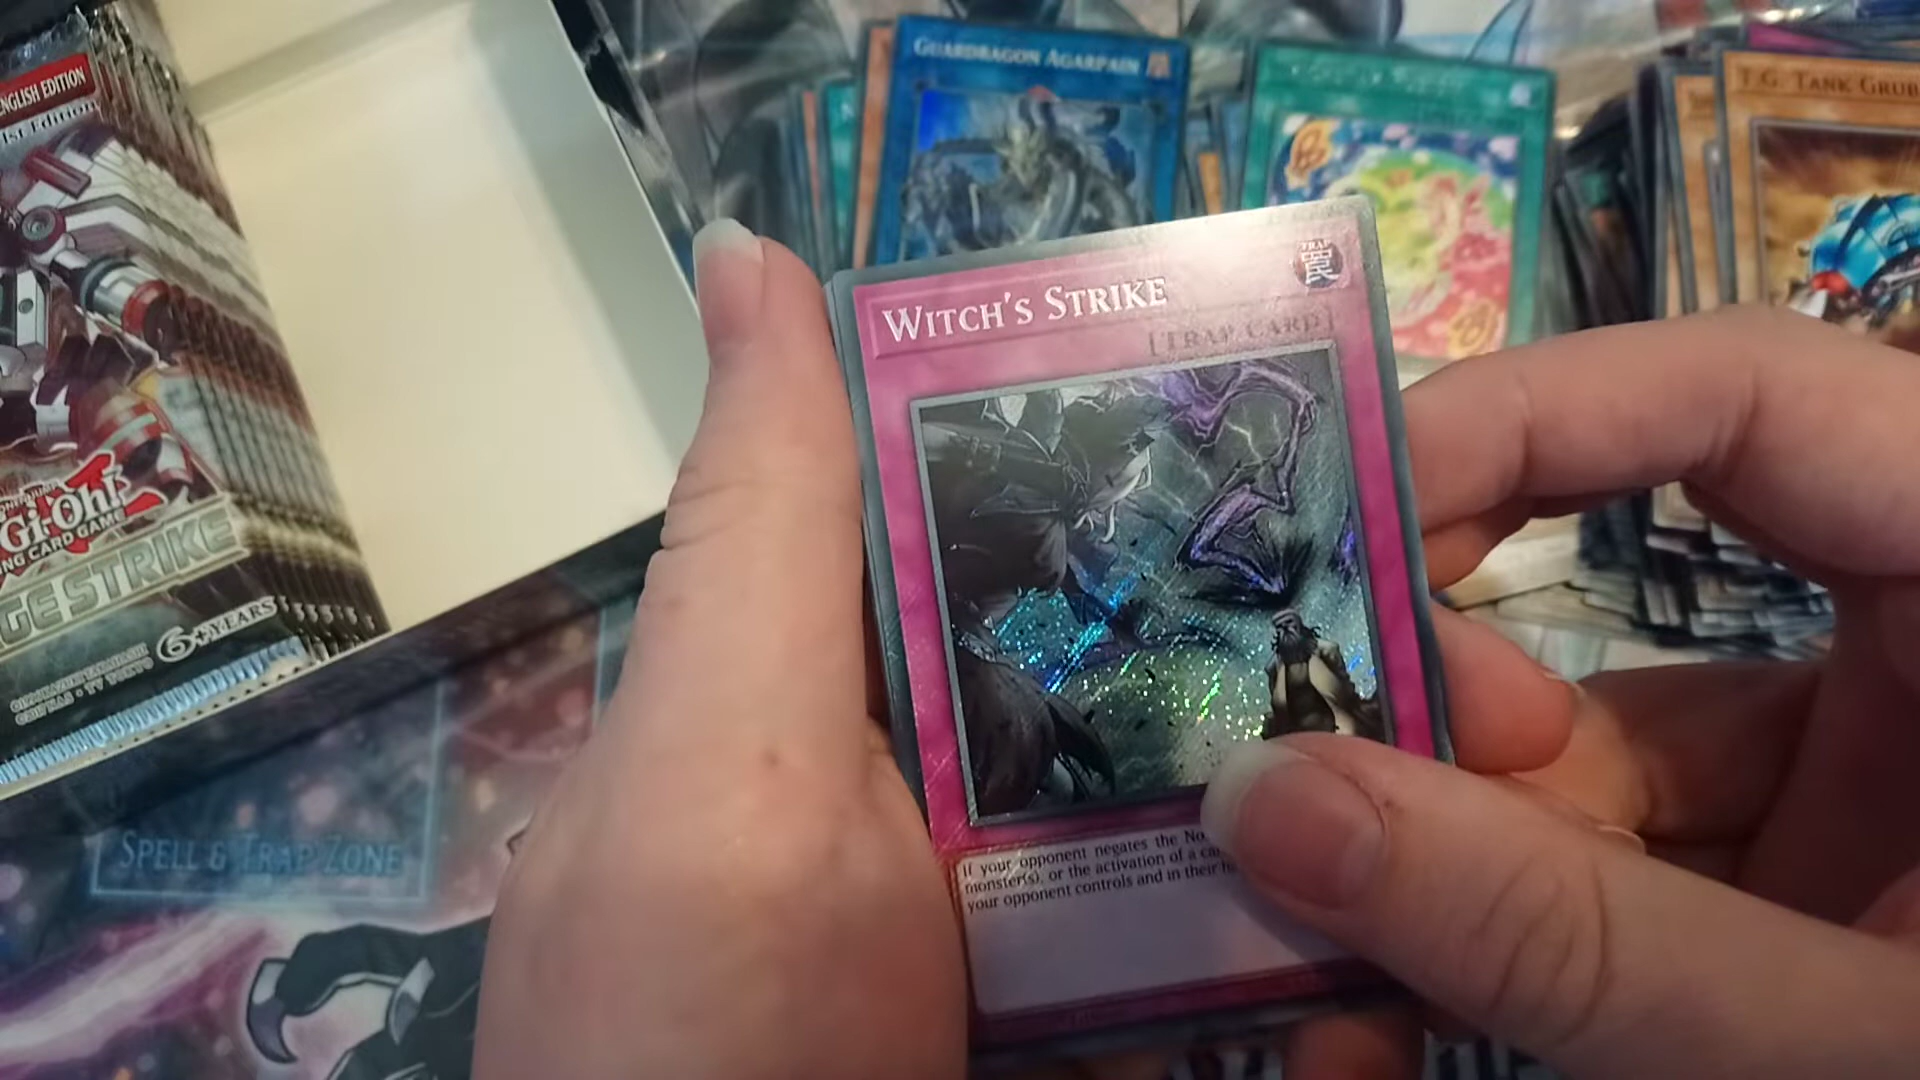 ENGLISH EDITION
1st Edition
Gi-Oh!
TRADING CARD GAME
GE STRIKE
6+ YEARS
GUARDRAGON AGARPAIN
T.G. TANK GRUB
WITCH'S STRIKE
TRAP
[TRAP CARD]
If your opponent negates the No
monster(s), or the activation of a ca
your opponent controls and in their h
SPELL & TRAP ZONE